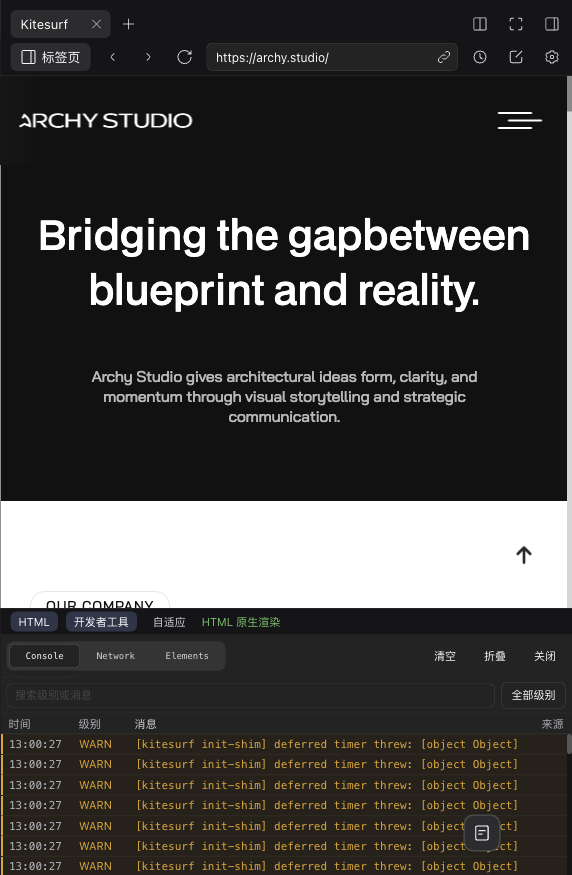 Kitesurf
标签页
https://archy.studio/
ARCHY STUDIO
Bridging the gapbetween
blueprint and reality.
Archy Studio gives architectural ideas form, clarity, and
momentum through visual storytelling and strategic
communication.
OUR COMPANY
HTML 开发者工具 自适应 HTML 原生渲染
Console Network Elements 清空 折叠 关闭
搜索级别或消息 全部级别
时间 级别 消息 来源
13:00:27 WARN [kitesurf init-shim] deferred timer threw: [object Object]
13:00:27 WARN [kitesurf init-shim] deferred timer threw: [object Object]
13:00:27 WARN [kitesurf init-shim] deferred timer threw: [object Object]
13:00:27 WARN [kitesurf init-shim] deferred timer threw: [object Object]
13:00:27 WARN [kitesurf init-shim] deferred timer threw: [object Object]
13:00:27 WARN [kitesurf init-shim] deferred timer threw: [object Object]
13:00:27 WARN [kitesurf init-shim] deferred timer threw: [object Object]